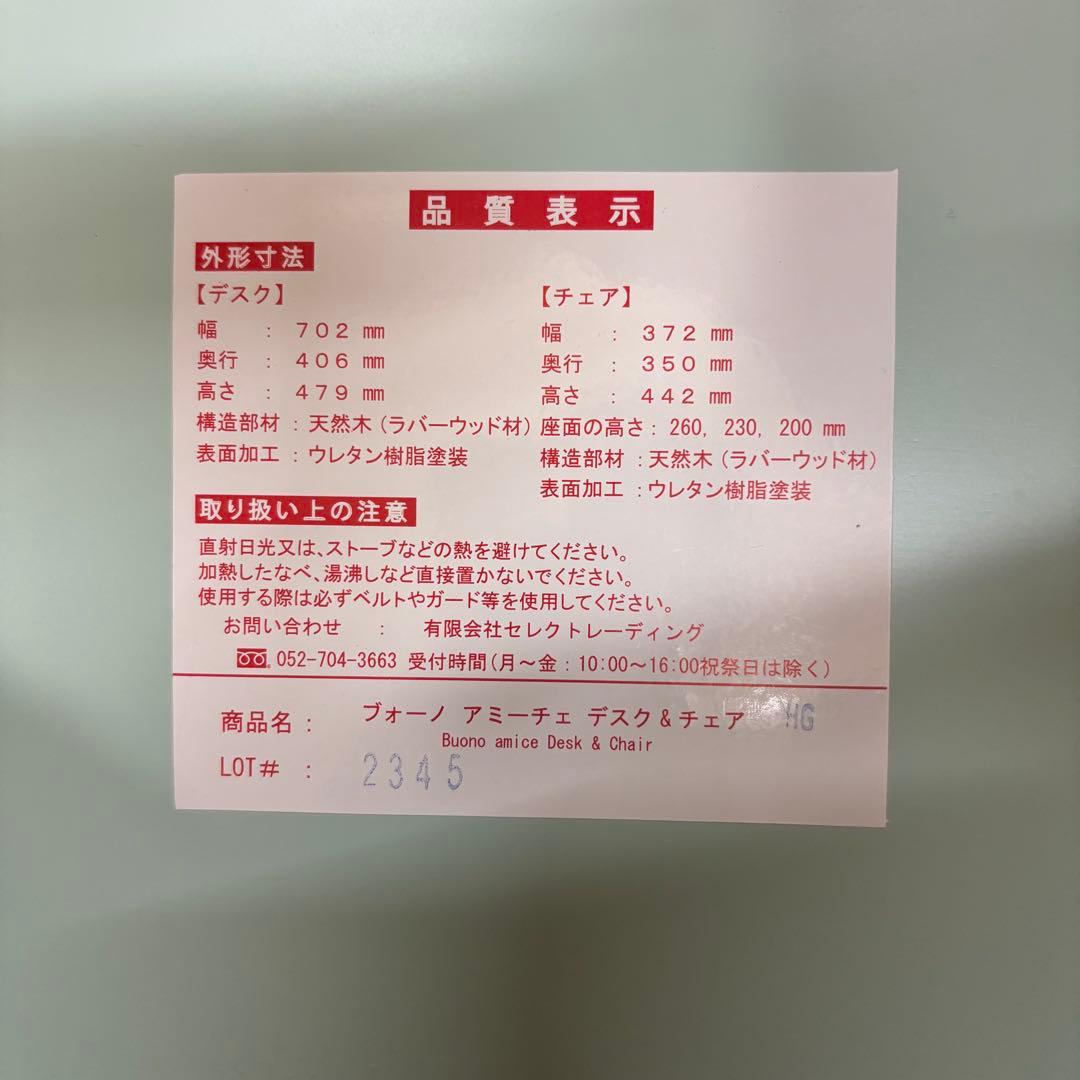 品質表示
外形寸法
【デスク】
幅 : 702 mm
奥行 : 406 mm
高さ : 479 mm
構造部材 : 天然木(ラバーウッド材)
表面加工 : ウレタン樹脂塗装
【チェア】
幅 : 372 mm
奥行 : 350 mm
高さ : 442 mm
座面の高さ: 260, 230, 200 mm
構造部材 :天然木(ラバーウッド材)
表面加工 :ウレタン樹脂塗装
取り扱い上の注意
直射日光又は、ストーブなどの熱を避けてください。
加熱したなべ、湯沸しなど直接置かないでください。
使用する際は必ずベルトやガード等を使用してください。
お問い合わせ : 有限会社セレクトレーディング
052-704-3663 受付時間(月～金:10:00～16:00祝祭日は除く)
商品名: ブォーノ アミーチェ デスク&チェア HG
Buono amice Desk & Chair
LOT# : 2345